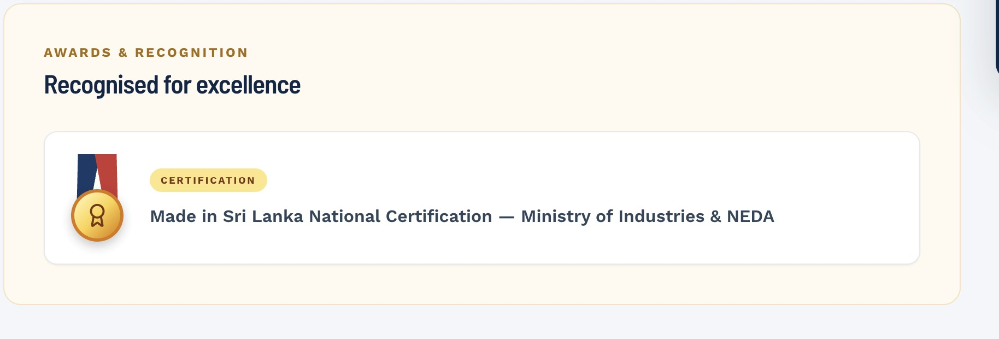 AWARDS & RECOGNITION
Recognised for excellence
CERTIFICATION
Made in Sri Lanka National Certification — Ministry of Industries & NEDA